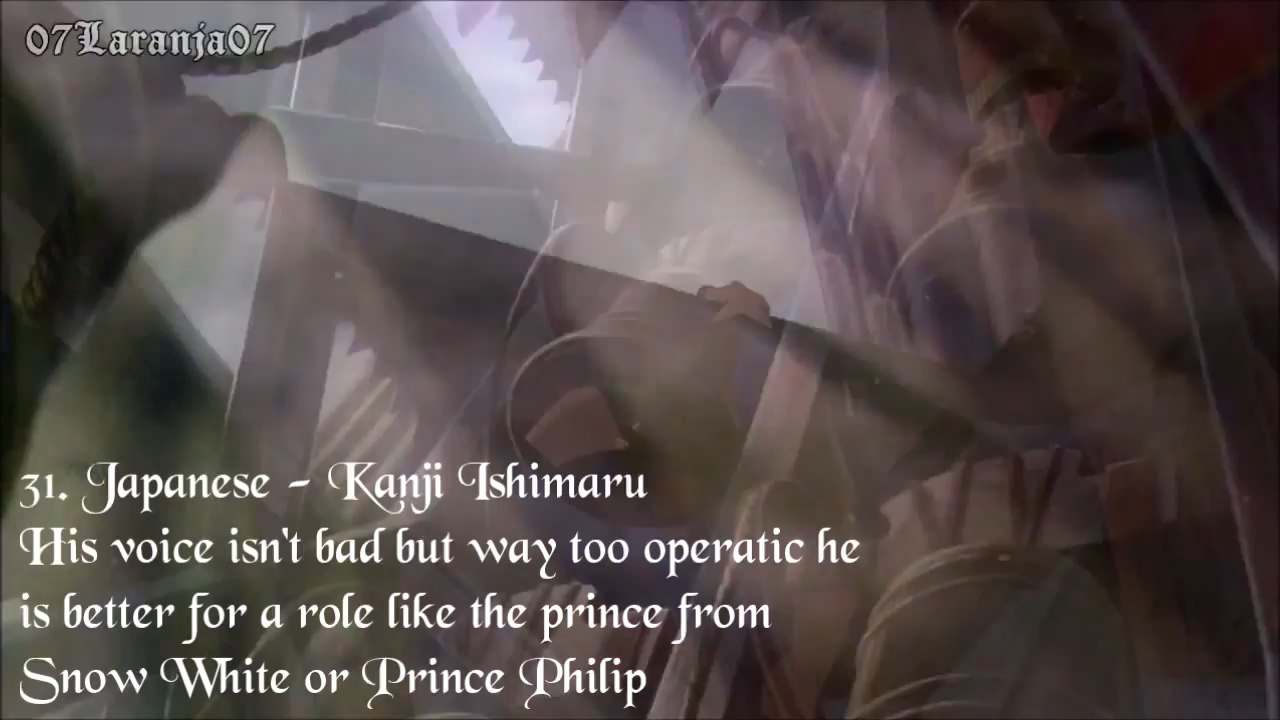 07Laranja07
31. Japanese - Kanji Ishimaru
His voice isn't bad but way too operatic he
is better for a role like the prince from
Snow White or Prince Philip